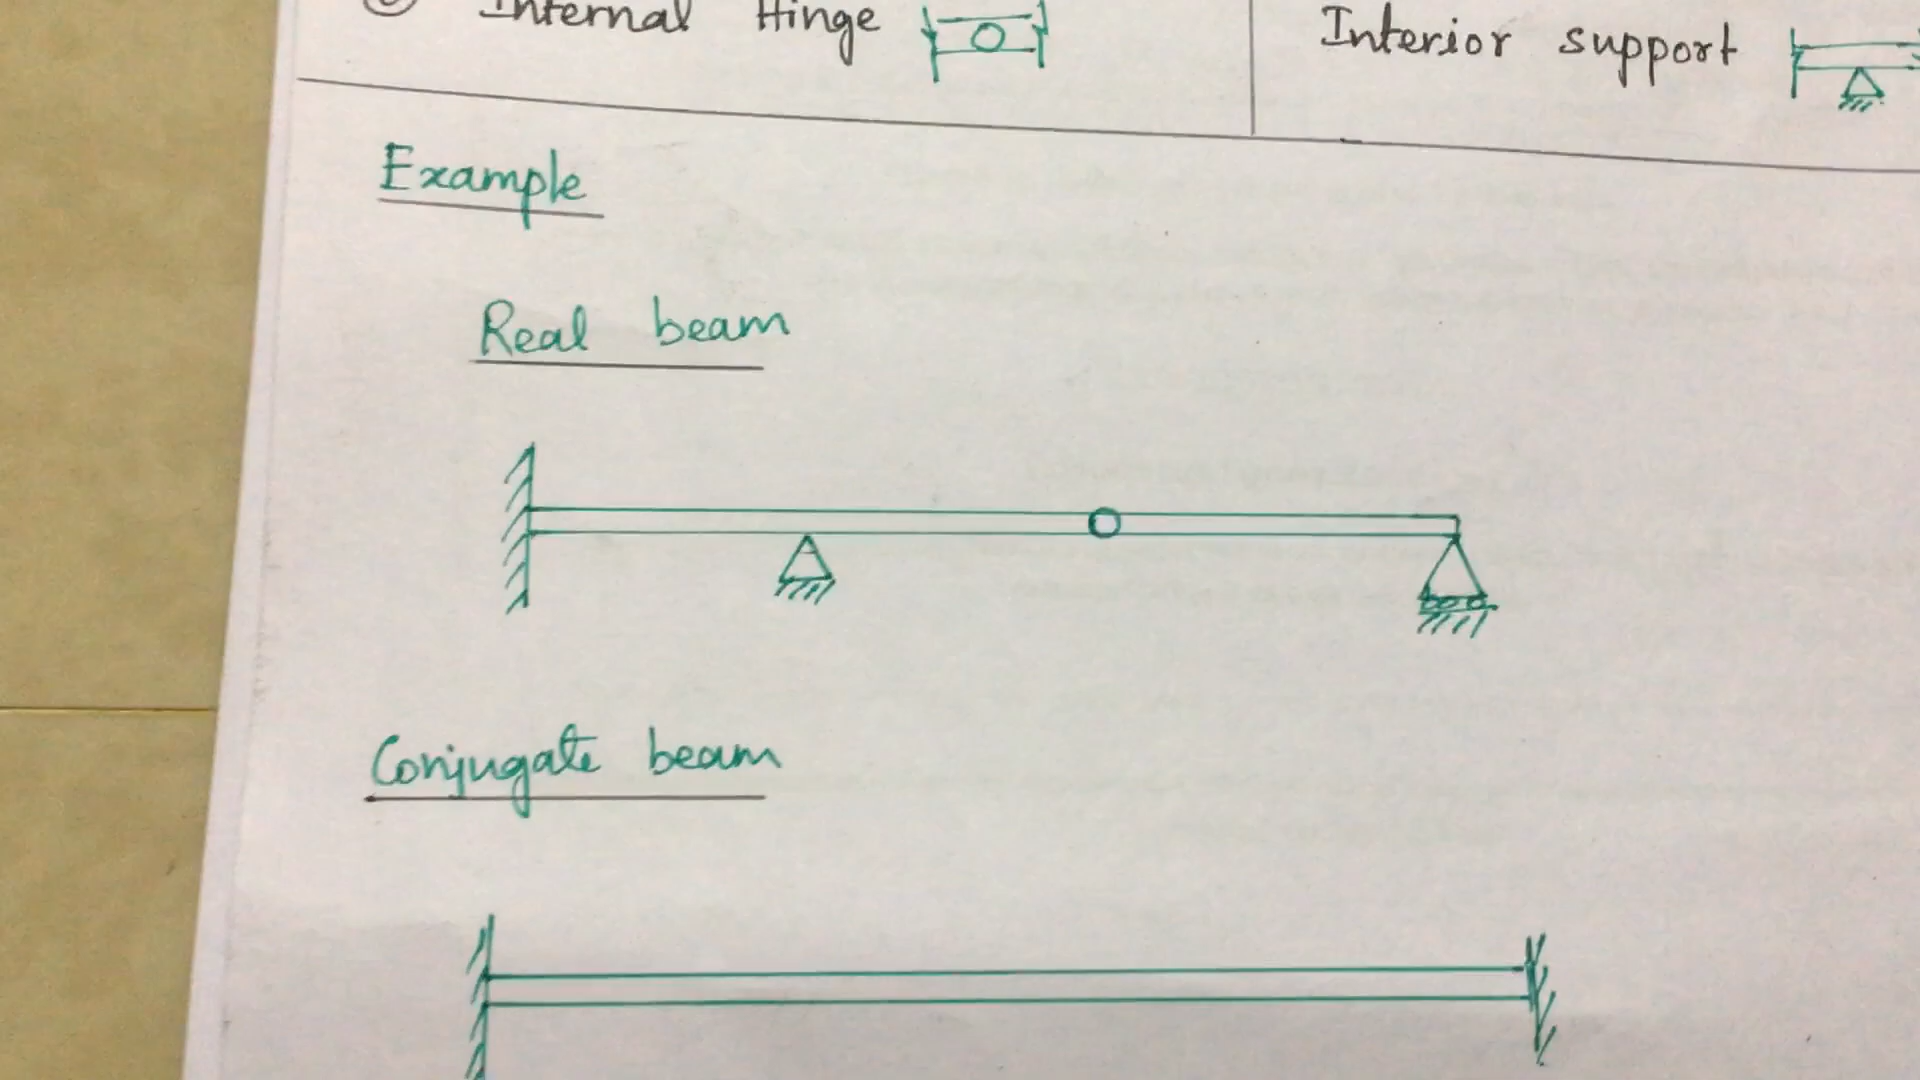 Internal Hinge
Interior support
Example
Real beam
Conjugate beam